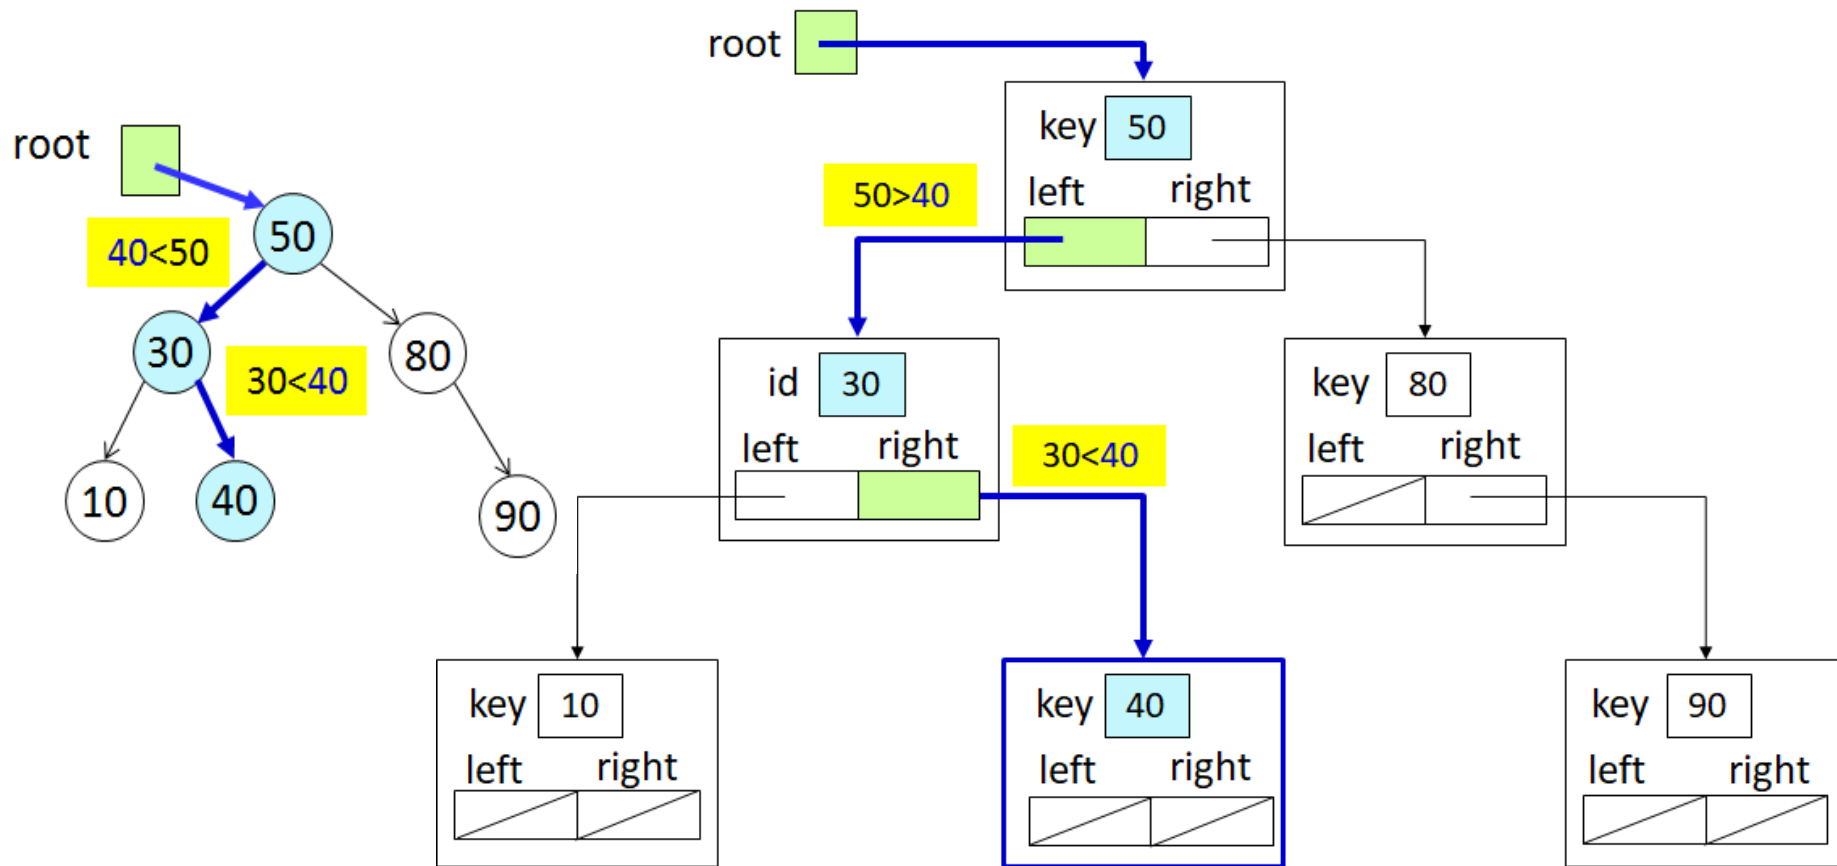 root
50
40<50
30
80
30<40
10
40
90
root
key 50
left right
50>40
id 30
left right
30<40
key 80
left right
key 10
left right
key 40
left right
key 90
left right